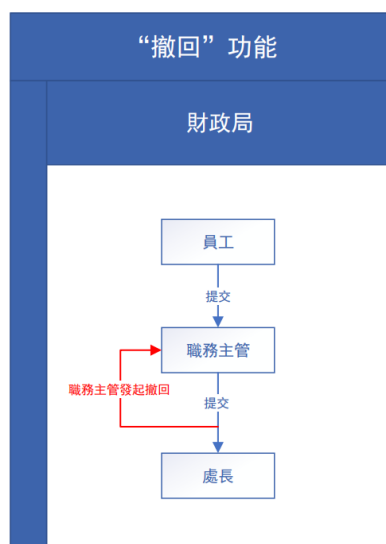 “撤回”功能
財政局
員工
提交
職務主管
職務主管發起撤回
提交
處長